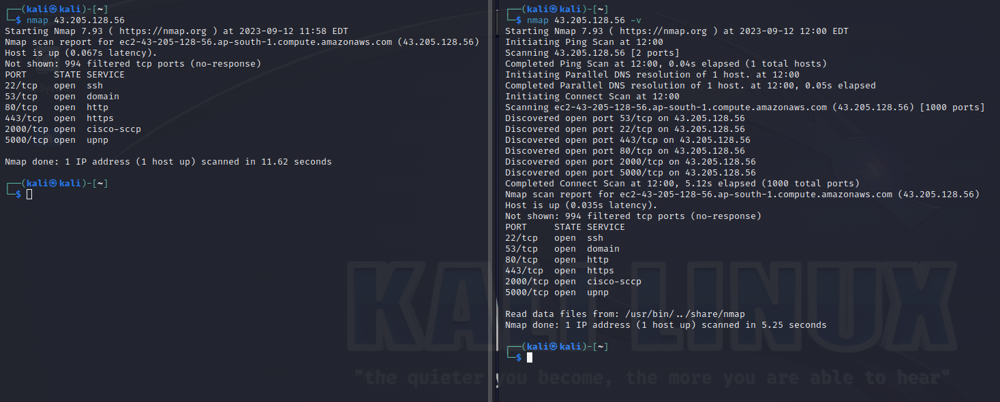 ┌──(kali㉿kali)-[~]
└─$ nmap 43.205.128.56
Starting Nmap 7.93 ( https://nmap.org ) at 2023-09-12 11:58 EDT
Nmap scan report for ec2-43-205-128-56.ap-south-1.compute.amazonaws.com (43.205.128.56)
Host is up (0.067s latency).
Not shown: 994 filtered tcp ports (no-response)
PORT     STATE SERVICE
22/tcp   open  ssh
53/tcp   open  domain
80/tcp   open  http
443/tcp  open  https
2000/tcp open  cisco-sccp
5000/tcp open  upnp
Nmap done: 1 IP address (1 host up) scanned in 11.62 seconds
┌──(kali㉿kali)-[~]
└─$
┌──(kali㉿kali)-[~]
└─$ nmap 43.205.128.56 -v
Starting Nmap 7.93 ( https://nmap.org ) at 2023-09-12 12:00 EDT
Initiating Ping Scan at 12:00
Scanning 43.205.128.56 [2 ports]
Completed Ping Scan at 12:00, 0.04s elapsed (1 total hosts)
Initiating Parallel DNS resolution of 1 host. at 12:00
Completed Parallel DNS resolution of 1 host. at 12:00, 0.05s elapsed
Initiating Connect Scan at 12:00
Scanning ec2-43-205-128-56.ap-south-1.compute.amazonaws.com (43.205.128.56) [1000 ports]
Discovered open port 53/tcp on 43.205.128.56
Discovered open port 22/tcp on 43.205.128.56
Discovered open port 443/tcp on 43.205.128.56
Discovered open port 80/tcp on 43.205.128.56
Discovered open port 2000/tcp on 43.205.128.56
Discovered open port 5000/tcp on 43.205.128.56
Completed Connect Scan at 12:00, 5.12s elapsed (1000 total ports)
Nmap scan report for ec2-43-205-128-56.ap-south-1.compute.amazonaws.com (43.205.128.56)
Host is up (0.035s latency).
Not shown: 994 filtered tcp ports (no-response)
PORT     STATE SERVICE
22/tcp   open  ssh
53/tcp   open  domain
80/tcp   open  http
443/tcp  open  https
2000/tcp open  cisco-sccp
5000/tcp open  upnp
Read data files from: /usr/bin/../share/nmap
Nmap done: 1 IP address (1 host up) scanned in 5.25 seconds
┌──(kali㉿kali)-[~]
└─$
KALI LINUX
"the quieter you become, the more you are able to hear"